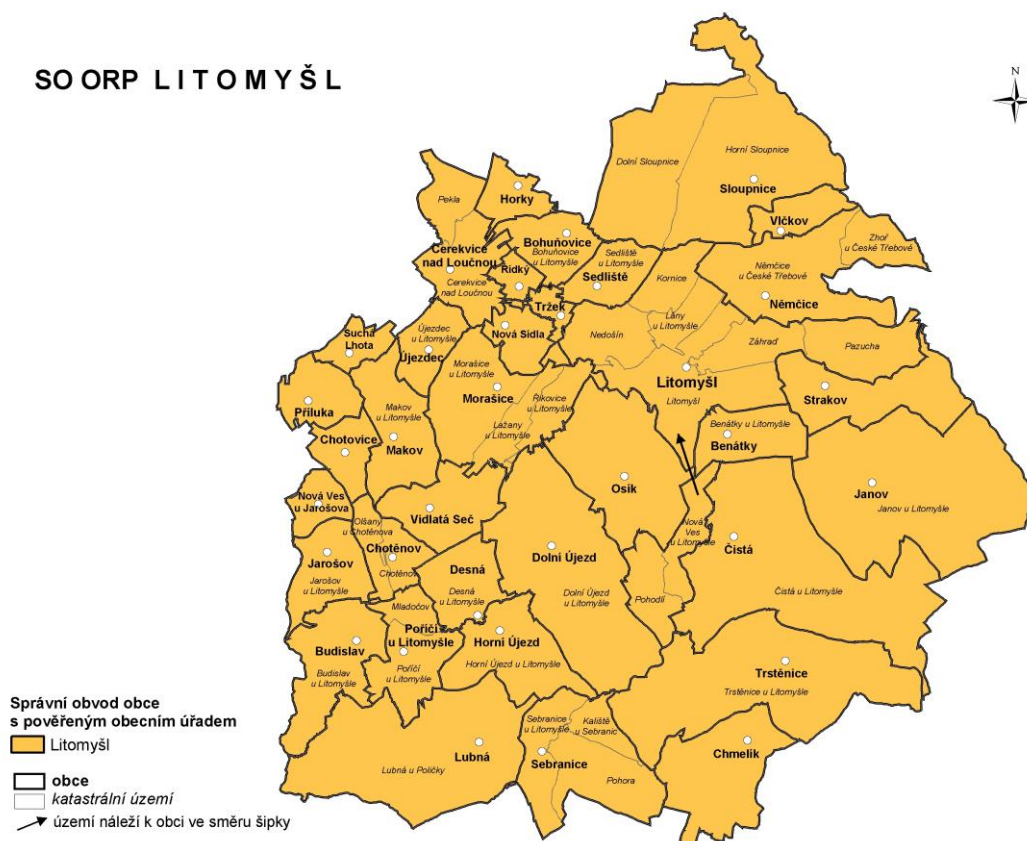 SO ORP LITOMYŠL
N
Dolní Sloupnice
Horní Sloupnice
Sloupnice
Pekla
Horky
Vlčkov
Zhoř
u České Třebové
Cerekvice
nad Loučnou
Cerekvice
nad Loučnou
Bohuňovice
Bohuňovice
u Litomyšle
Řídký
Sedliště
u Litomyšle
Sedliště
Kornice
Němčice
u České Třebové
Němčice
Tržek
Nová Sídla
Nedošín
Lány
u Litomyšle
Záhraď
Pazucha
Suchá
Lhota
Újezdec
u Litomyšle
Újezdec
Morašice
u Litomyšle
Morašice
Říkovice
u Litomyšle
Lažany
u Litomyšle
Litomyšl
Litomyšl
Strakov
Příluka
Makov
u Litomyšle
Makov
Chotovice
Benátky u Litomyšle
Benátky
Osík
Janov
Janov u Litomyšle
Nová Ves
u Jarošova
Olšany
u Chotěnova
Vidlatá Seč
Nová
Ves
u Litomyšle
Čistá
Čistá u Litomyšle
Jarošov
Jarošov
u Litomyšle
Chotěnov
Chotěnov
Desná
Desná
u Litomyšle
Dolní Újezd
Dolní Újezd
u Litomyšle
Pohodlí
Mladočov
Poříčí
u Litomyšle
Poříčí
u Litomyšle
Horní Újezd
Horní Újezd u Litomyšle
Budislav
Budislav
u Litomyšle
Trstěnice
Trstěnice u Litomyšle
Sebranice
u Litomyšle
Kaliště
u Sebranic
Sebranice
Pohora
Lubná
Lubná u Poličky
Chmelík
Správní obvod obce
s pověřeným obecním úřadem
Litomyšl
obce
katastrální území
území náleží k obci ve směru šipky